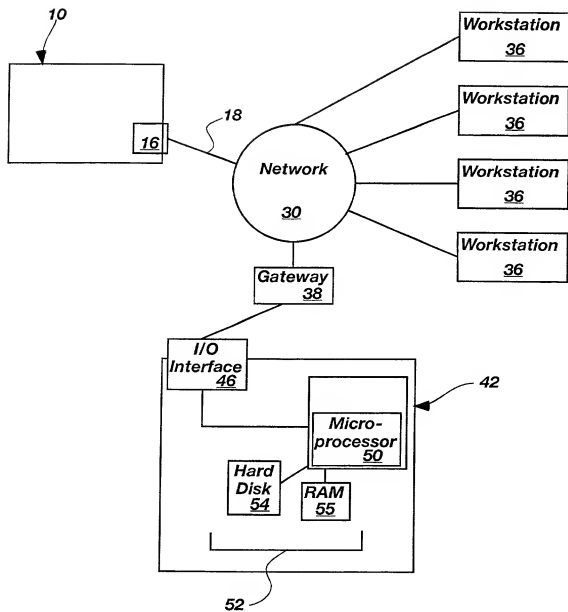 10
Workstation
36
Workstation
36
16
18
Network
30
Workstation
36
Workstation
36
Gateway
38
I/O
Interface
46
42
Micro-
processor
50
Hard
Disk
54
RAM
55
52